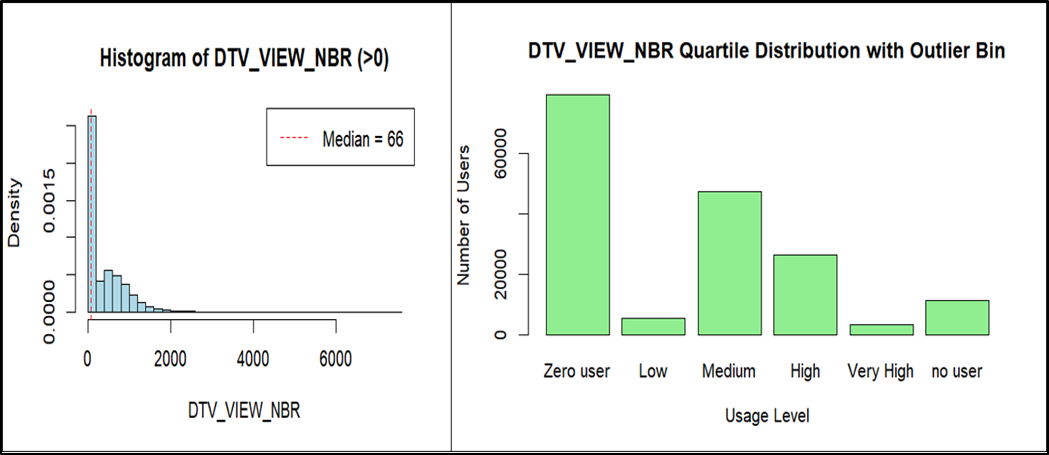 Histogram of DTV_VIEW_NBR (>0)
Median = 66
Density
0.0015
0.0000
0 2000 4000 6000
DTV_VIEW_NBR
DTV_VIEW_NBR Quartile Distribution with Outlier Bin
Number of Users
60000
20000
0
Zero user Low Medium High Very High no user
Usage Level